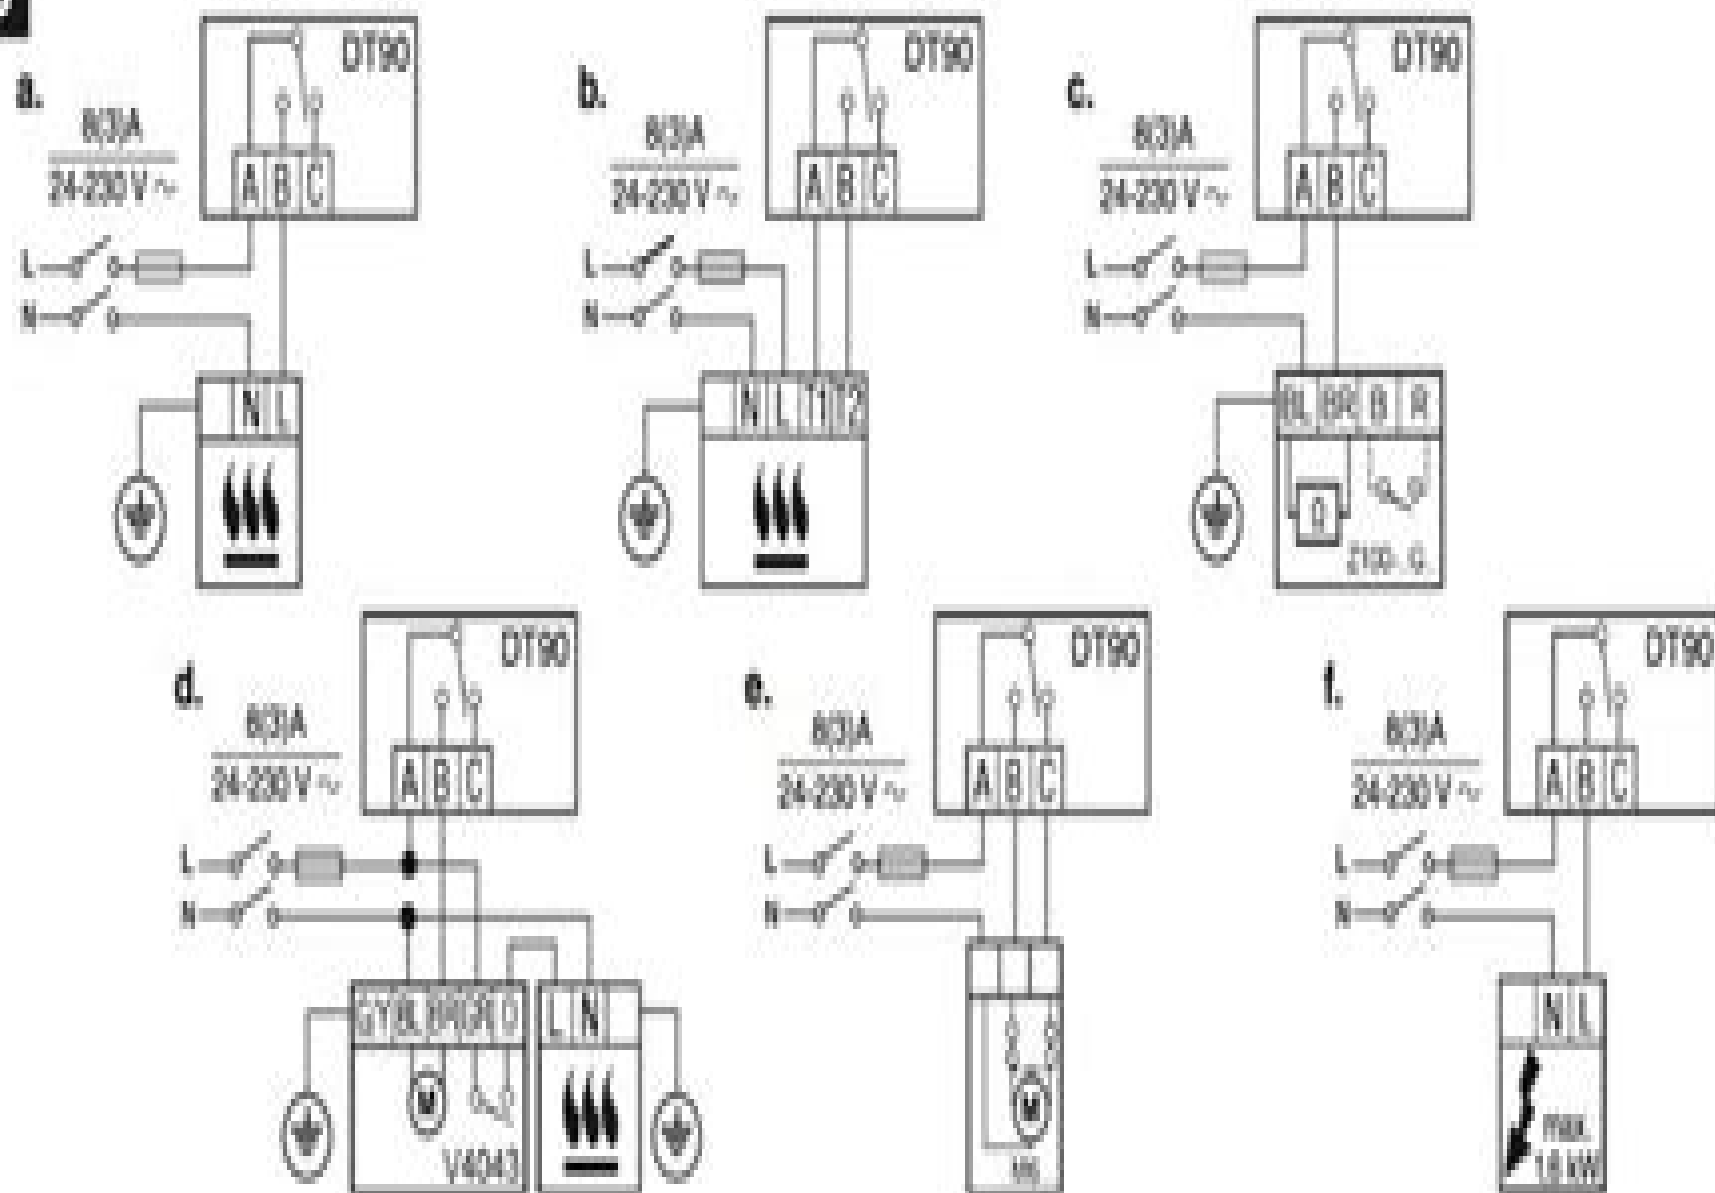 a.
DT90
8(3)A
24-230 V ~
A B C
L
N
N L
b.
DT90
8(3)A
24-230 V ~
A B C
L
N
N L T1 T2
c.
DT90
8(3)A
24-230 V ~
A B C
L
N
BL BR B R
d.
DT90
8(3)A
24-230 V ~
A B C
L
N
GY BL BR GR O
L N
M
V4043
e.
DT90
8(3)A
24-230 V ~
A B C
L
N
M
f.
DT90
8(3)A
24-230 V ~
A B C
L
N
N L
max.
1.6 kW